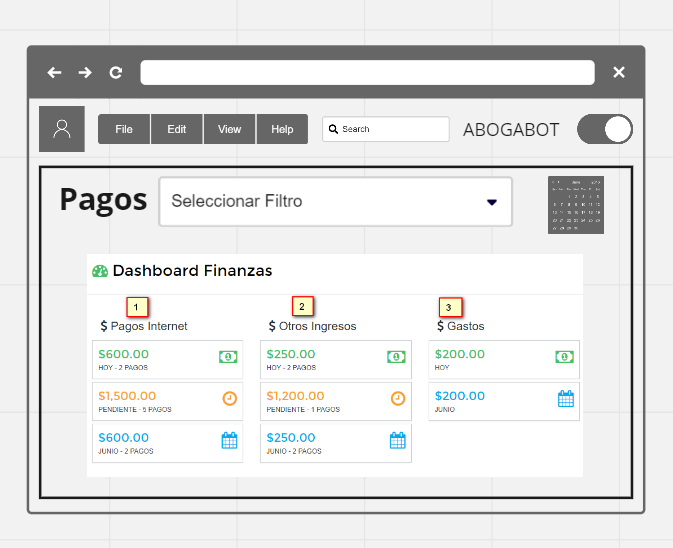 File Edit View Help Search ABOGABOT
Pagos Seleccionar Filtro
Dashboard Finanzas
1 2 3
$ Pagos Internet $ Otros Ingresos $ Gastos
$600.00 $250.00 $200.00
HOY - 2 PAGOS HOY - 2 PAGOS HOY
$1,500.00 $1,200.00 $200.00
PENDIENTE - 5 PAGOS PENDIENTE - 1 PAGOS JUNIO
$600.00 $250.00
JUNIO - 2 PAGOS JUNIO - 2 PAGOS